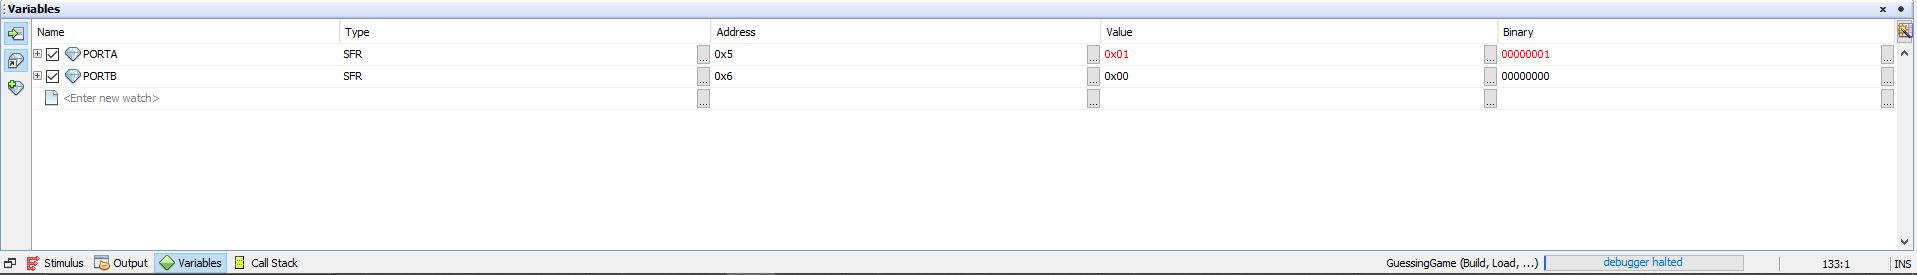 Variables
Name Type Address Value Binary
PORTA SFR ... 0x5 ... 0x01 ... 00000001 ...
PORTB SFR ... 0x6 ... 0x00 ... 00000000 ...
<Enter new watch> ... ... ... ...
Stimulus Output Variables Call Stack GuessingGame (Build, Load, ...) debugger halted 133:1 INS